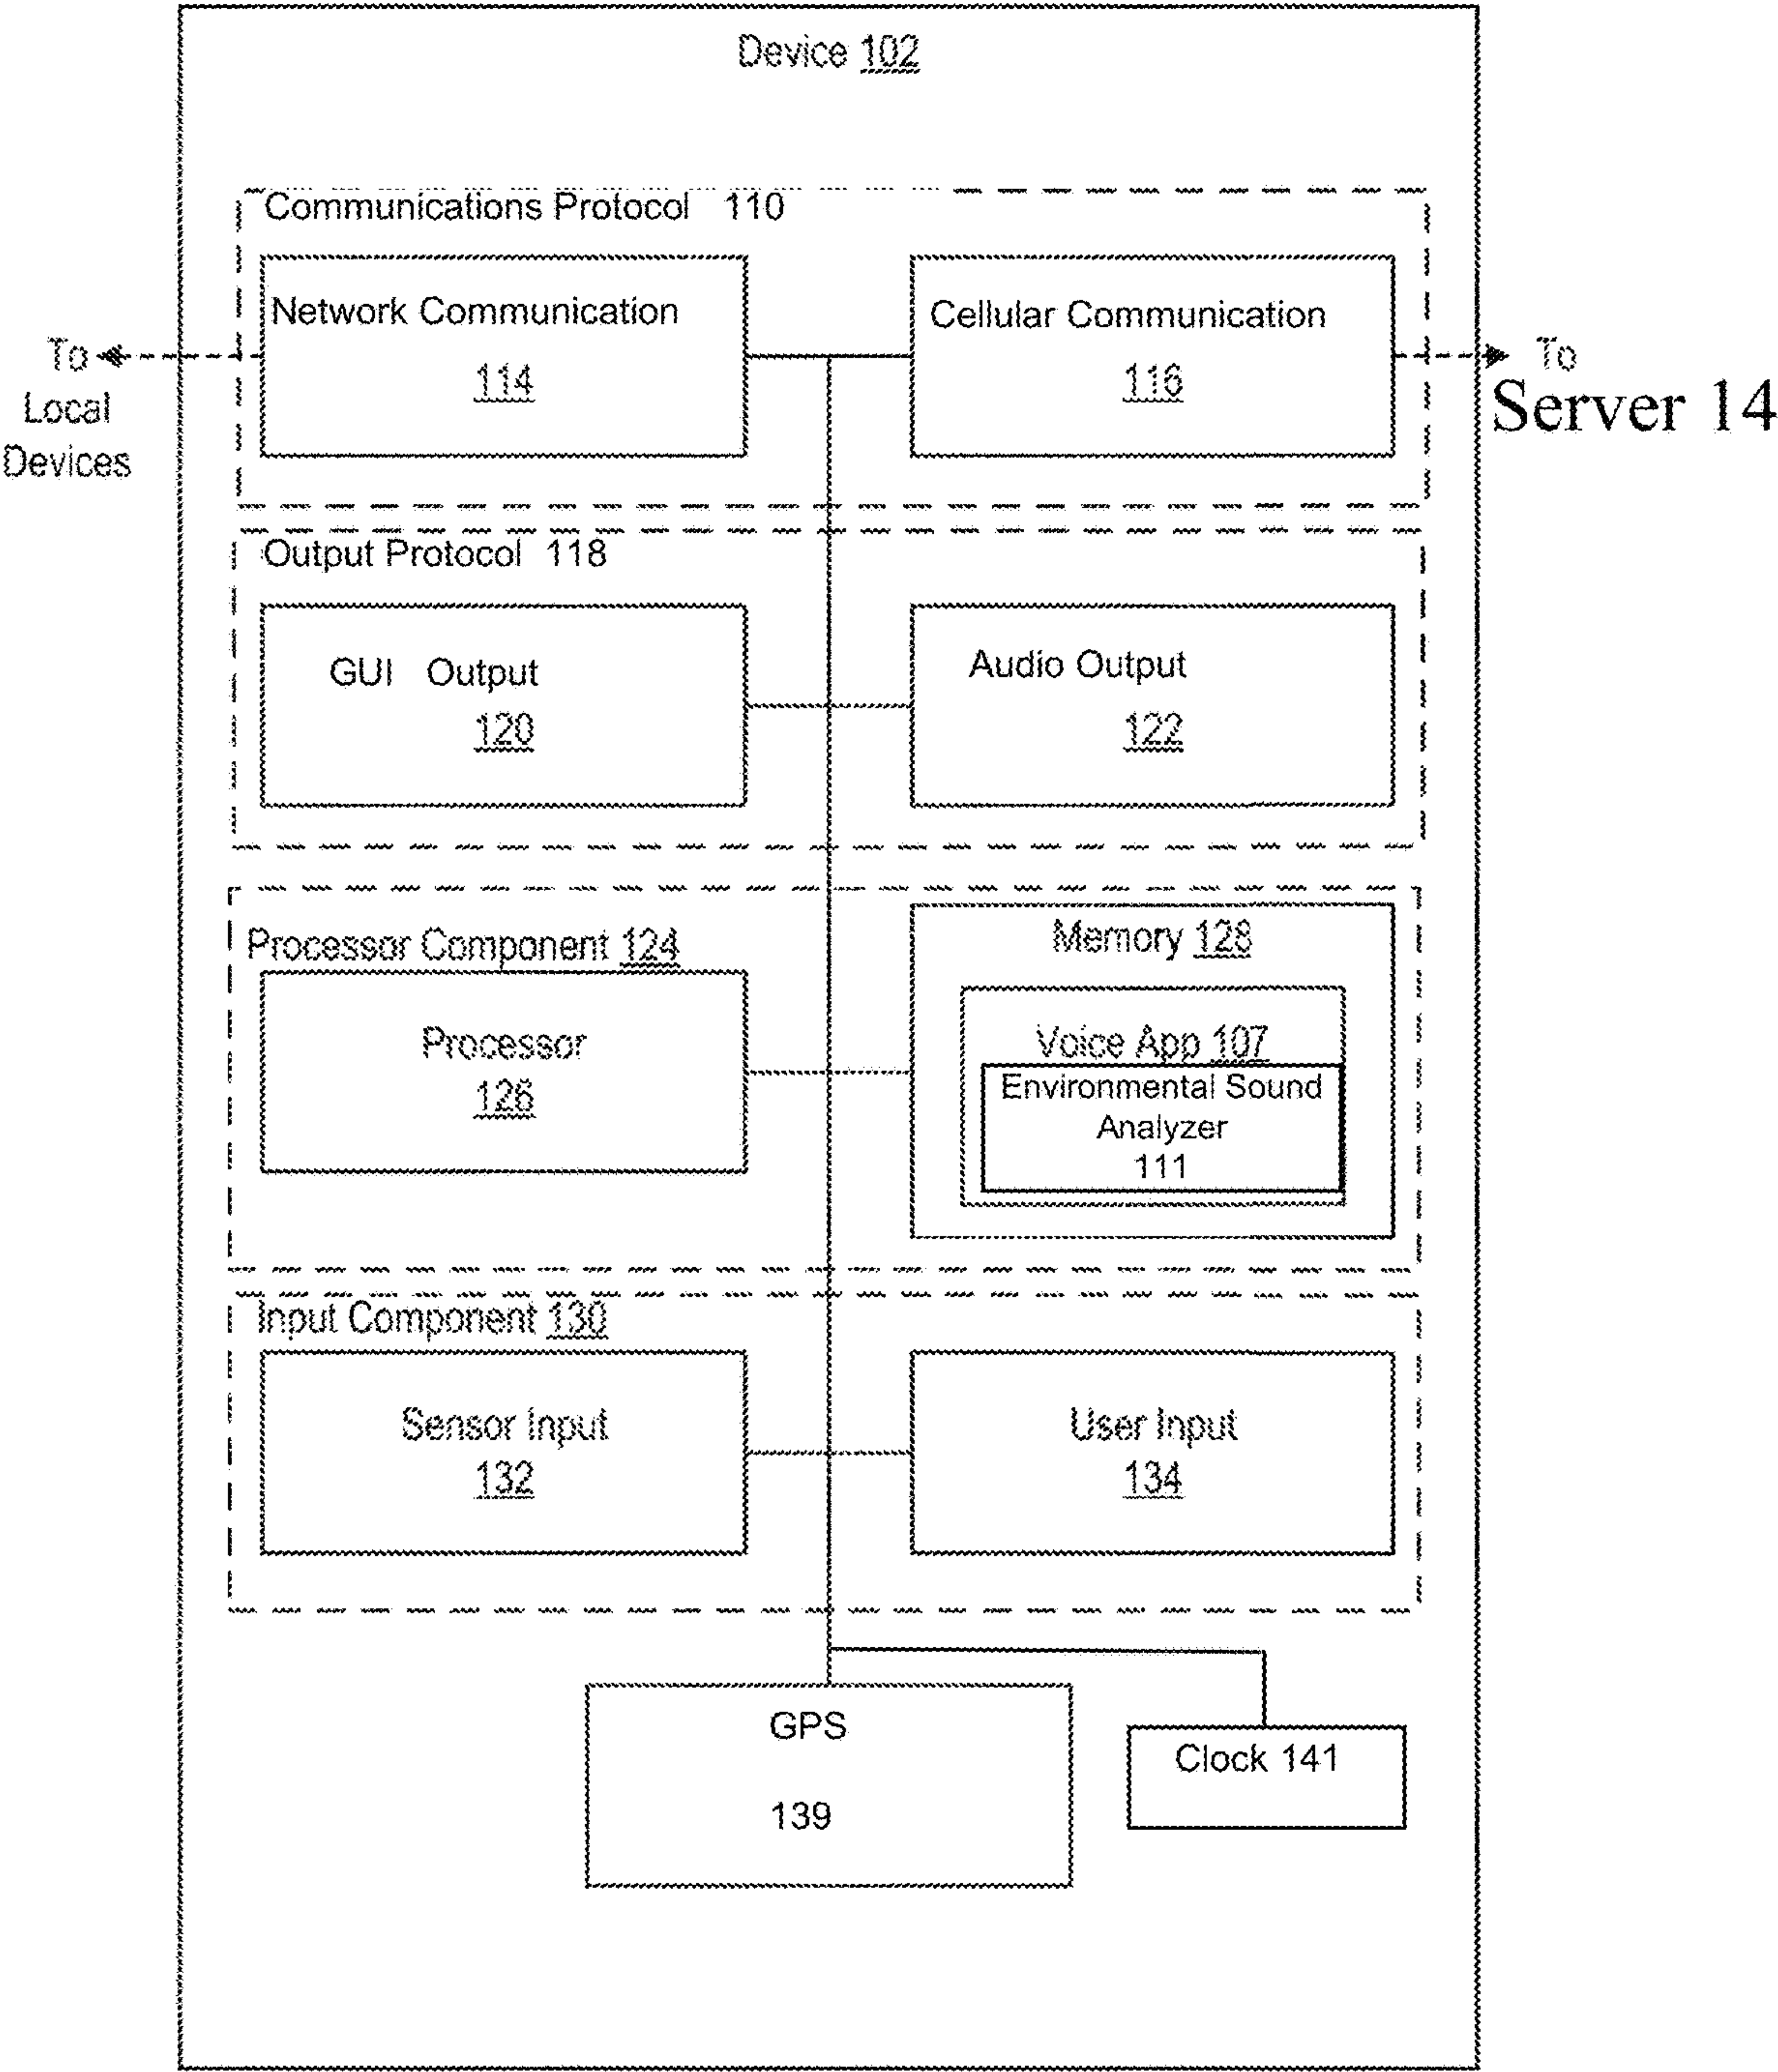 Device 102
Communications Protocol 110
Network Communication
114
Cellular Communication
116
To
Local
Devices
To
Server 14
Output Protocol 118
GUI Output
120
Audio Output
122
Processor Component 124
Processor
126
Memory 128
Voice App 107
Environmental Sound
Analyzer
111
Input Component 130
Sensor Input
132
User Input
134
GPS
139
Clock 141